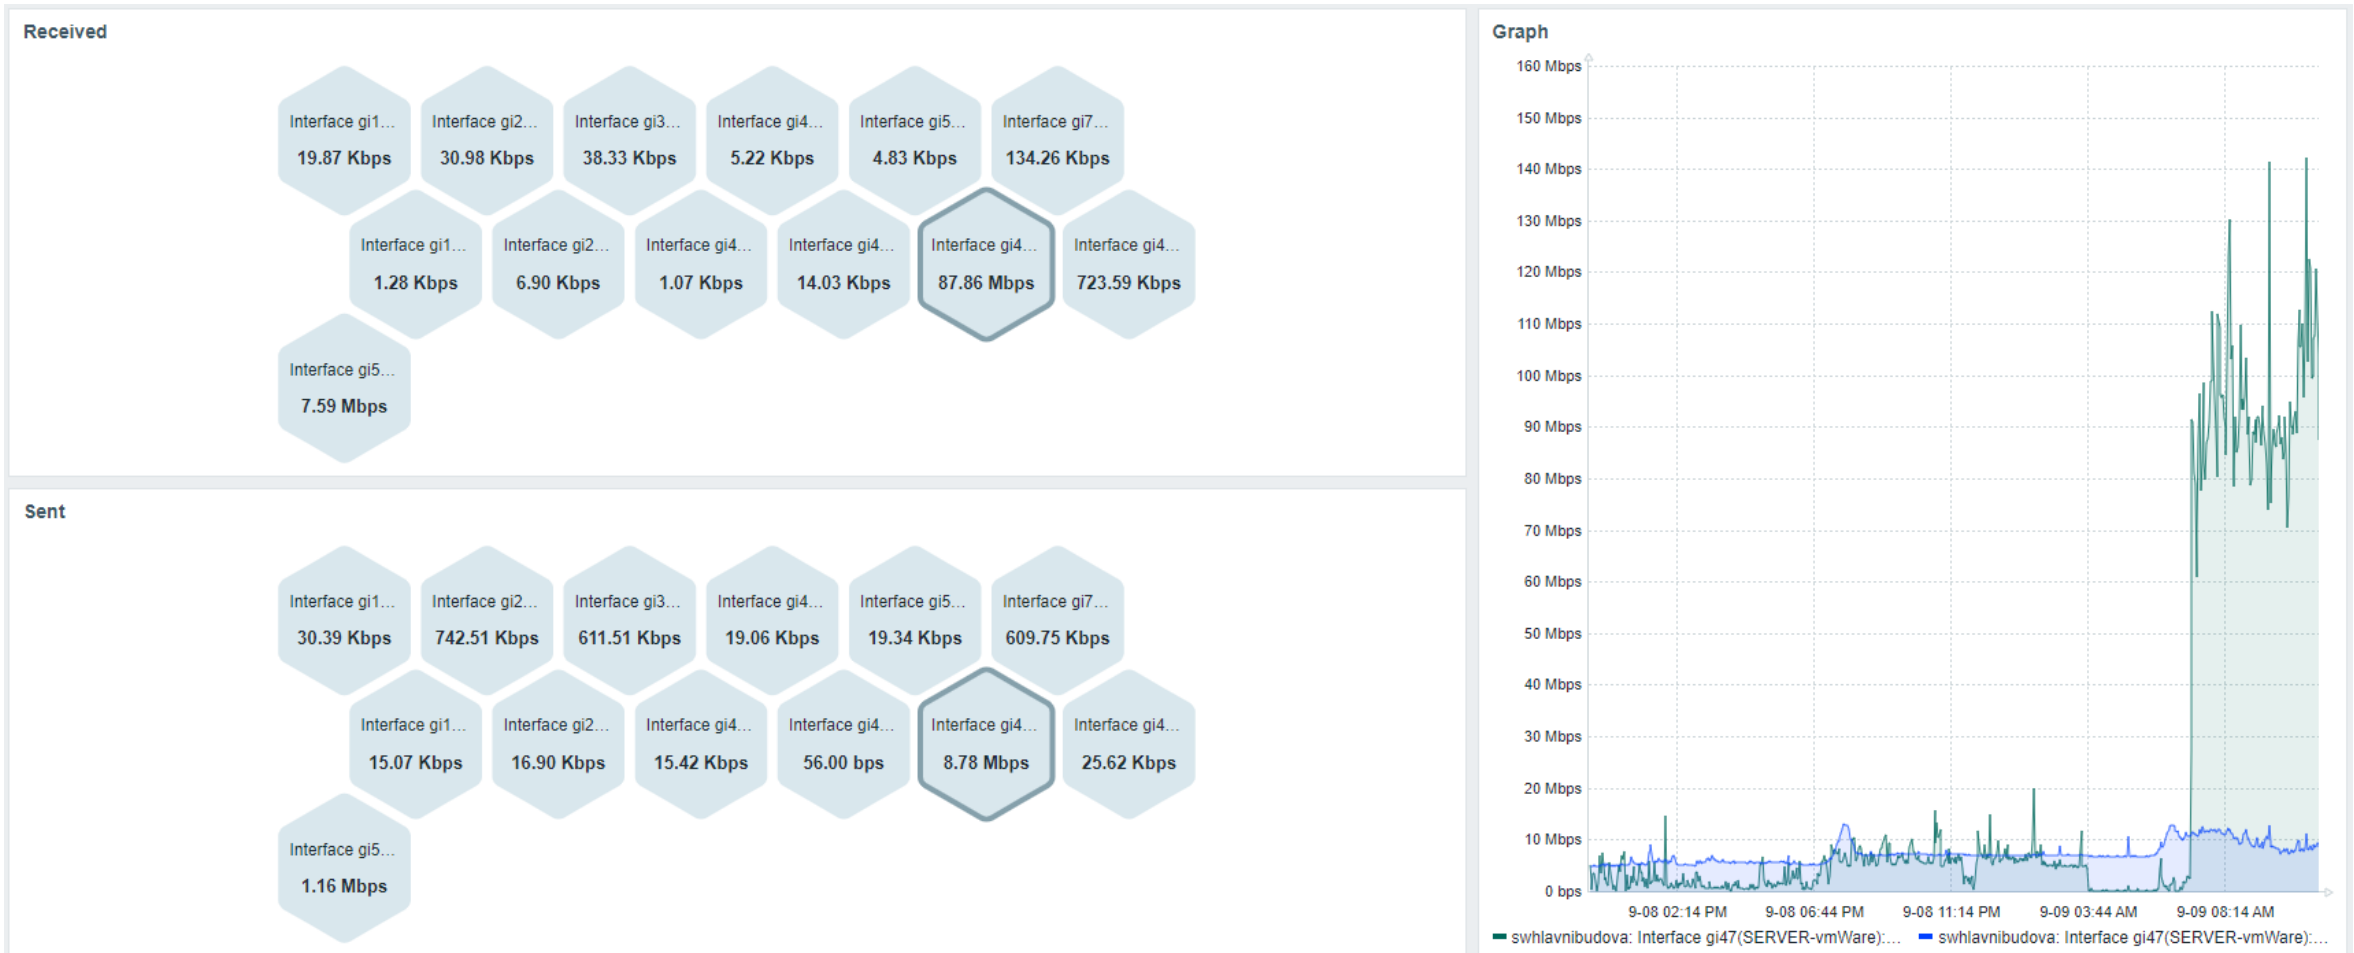 Received
Interface gi1...
19.87 Kbps
Interface gi2...
30.98 Kbps
Interface gi3...
38.33 Kbps
Interface gi4...
5.22 Kbps
Interface gi5...
4.83 Kbps
Interface gi7...
134.26 Kbps
Interface gi1...
1.28 Kbps
Interface gi2...
6.90 Kbps
Interface gi4...
1.07 Kbps
Interface gi4...
14.03 Kbps
Interface gi4...
87.86 Mbps
Interface gi4...
723.59 Kbps
Interface gi5...
7.59 Mbps
Sent
Interface gi1...
30.39 Kbps
Interface gi2...
742.51 Kbps
Interface gi3...
611.51 Kbps
Interface gi4...
19.06 Kbps
Interface gi5...
19.34 Kbps
Interface gi7...
609.75 Kbps
Interface gi1...
15.07 Kbps
Interface gi2...
16.90 Kbps
Interface gi4...
15.42 Kbps
Interface gi4...
56.00 bps
Interface gi4...
8.78 Mbps
Interface gi4...
25.62 Kbps
Interface gi5...
1.16 Mbps
Graph
160 Mbps
150 Mbps
140 Mbps
130 Mbps
120 Mbps
110 Mbps
100 Mbps
90 Mbps
80 Mbps
70 Mbps
60 Mbps
50 Mbps
40 Mbps
30 Mbps
20 Mbps
10 Mbps
0 bps
9-08 02:14 PM 9-08 06:44 PM 9-08 11:14 PM 9-09 03:44 AM 9-09 08:14 AM
swhlavnibudova: Interface gi47(SERVER-vmWare):... swhlavnibudova: Interface gi47(SERVER-vmWare):...